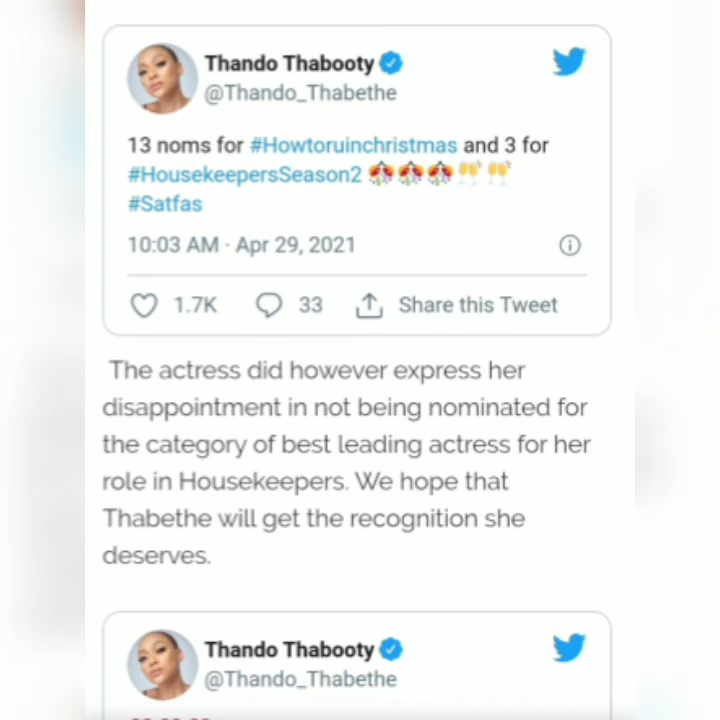 Thando Thabooty
@Thando_Thabethe
13 noms for #Howtoruinchristmas and 3 for
#HousekeepersSeason2 🎊🎊🎊🥂🥂
#Satfas
10:03 AM · Apr 29, 2021
1.7K 33 Share this Tweet
The actress did however express her
disappointment in not being nominated for
the category of best leading actress for her
role in Housekeepers. We hope that
Thabethe will get the recognition she
deserves.
Thando Thabooty
@Thando_Thabethe